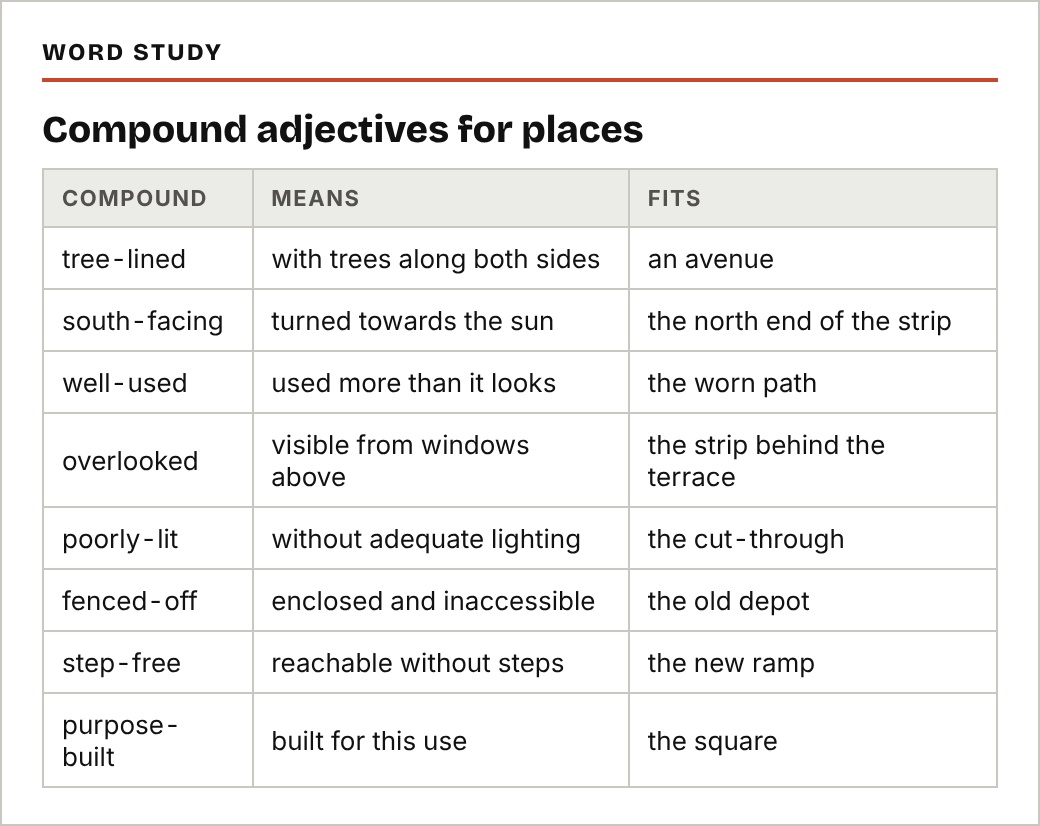 WORD STUDY
Compound adjectives for places
COMPOUND MEANS FITS
tree-lined with trees along both sides an avenue
south-facing turned towards the sun the north end of the strip
well-used used more than it looks the worn path
overlooked visible from windows above the strip behind the terrace
poorly-lit without adequate lighting the cut-through
fenced-off enclosed and inaccessible the old depot
step-free reachable without steps the new ramp
purpose-built built for this use the square